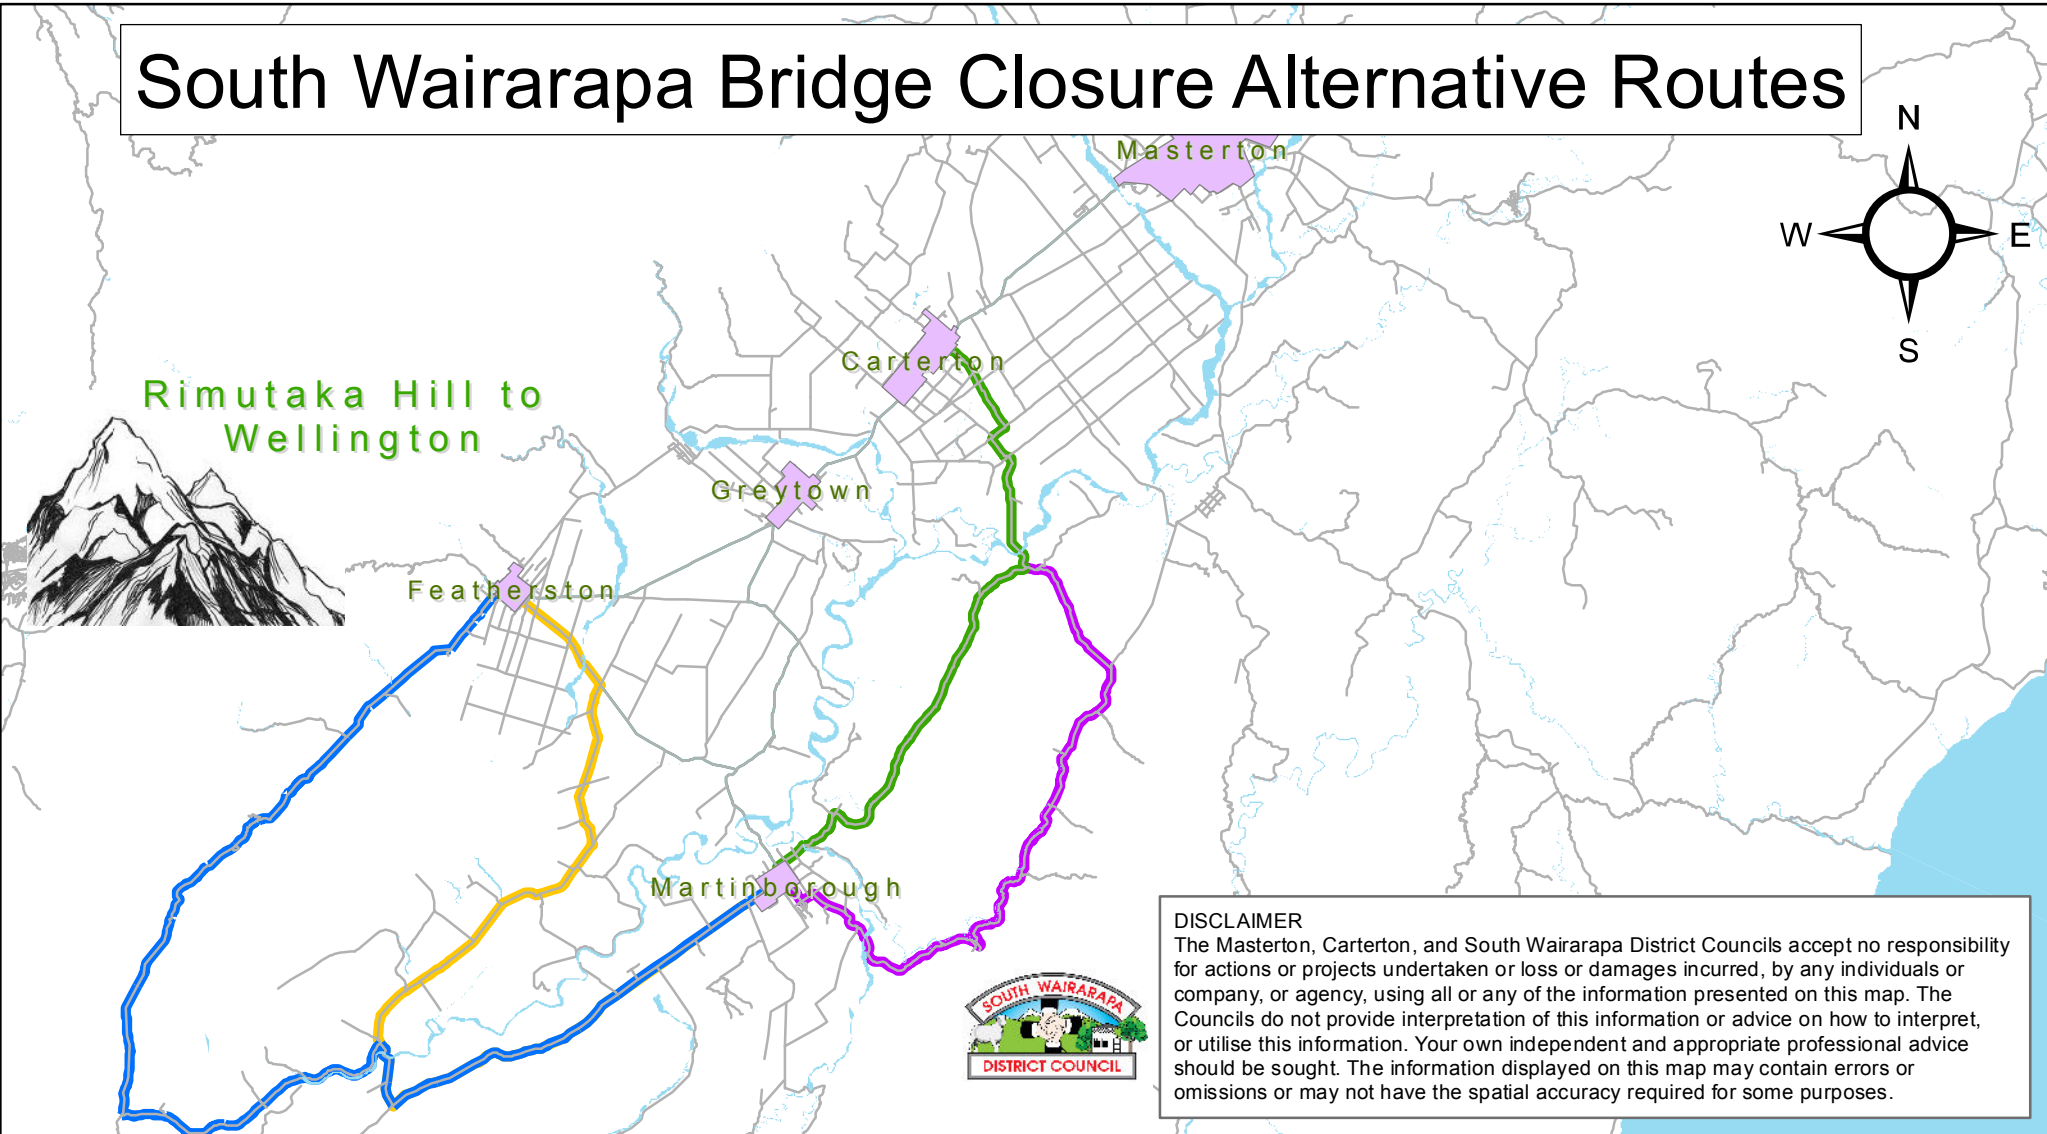 South Wairarapa Bridge Closure Alternative Routes
N
W
E
S
Masterton
Carterton
Rimutaka Hill to
Wellington
Greytown
Featherston
Martinborough
SOUTH WAIRARAPA
DISTRICT COUNCIL
DISCLAIMER
The Masterton, Carterton, and South Wairarapa District Councils accept no responsibility
for actions or projects undertaken or loss or damages incurred, by any individuals or
company, or agency, using all or any of the information presented on this map. The
Councils do not provide interpretation of this information or advice on how to interpret,
or utilise this information. Your own independent and appropriate professional advice
should be sought. The information displayed on this map may contain errors or
omissions or may not have the spatial accuracy required for some purposes.